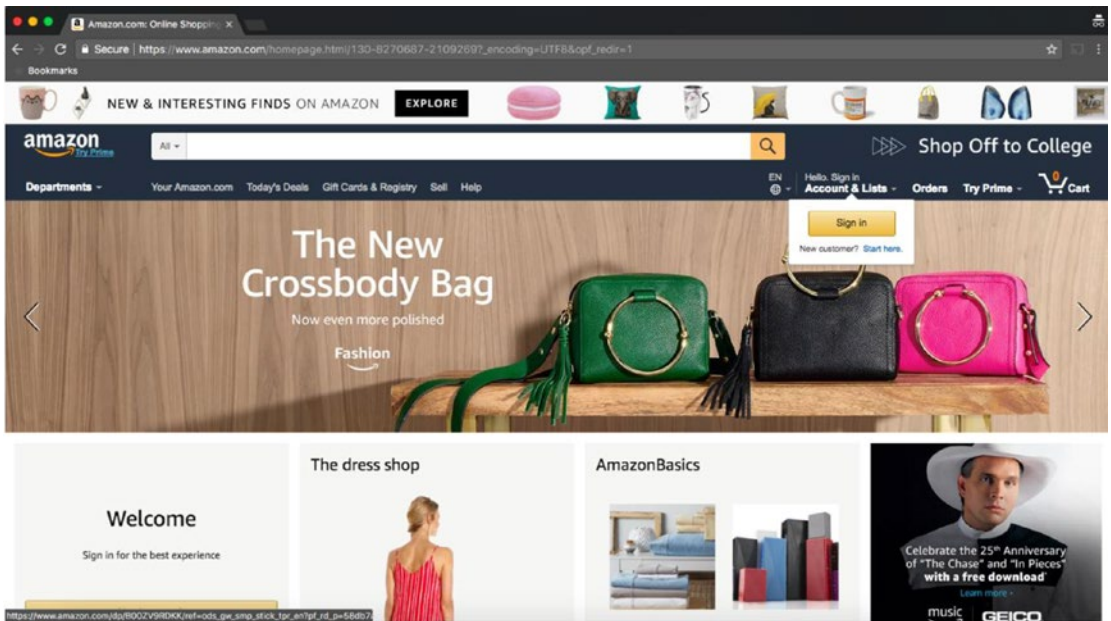 Amazon.com: Online Shopping
Secure | https://www.amazon.com/homepage.html/130-8270687-2109269?_encoding=UTF8&opf_redir=1
Bookmarks
NEW & INTERESTING FINDS ON AMAZON EXPLORE
amazon
Try Prime
All
Shop Off to College
Departments
Your Amazon.com Today's Deals Gift Cards & Registry Sell Help
EN
Hello. Sign in
Account & Lists
Orders Try Prime
0
Cart
Sign in
New customer? Start here.
The New
Crossbody Bag
Now even more polished
Fashion
Welcome
Sign in for the best experience
The dress shop
AmazonBasics
Celebrate the 25th Anniversary
of "The Chase" and "In Pieces"
with a free download
Learn more
music GEICO